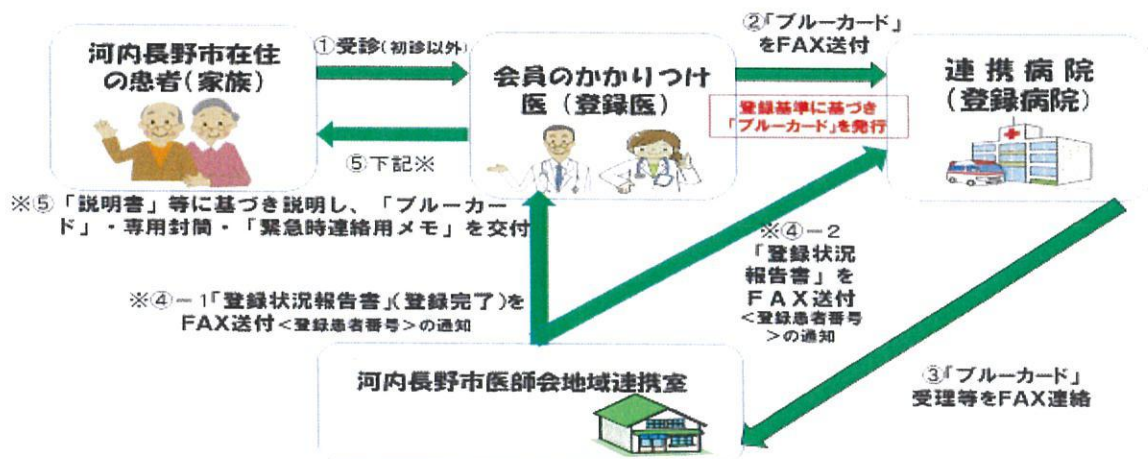 河内長野市在住
の患者(家族)
①受診(初診以外)
会員のかかりつけ
医(登録医)
②「ブルーカード」
をFAX送付
登録基準に基づき
「ブルーカード」を発行
連携病院
(登録病院)
⑤下記※
※⑤「説明書」等に基づき説明し、「ブルーカー
ド」・専用封筒・「緊急時連絡用メモ」を交付
※④－1「登録状況報告書」(登録完了)を
FAX送付<登録患者番号>の通知
※④－2
「登録状況
報告書」を
FAX送付
<登録患者番号
>の通知
③「ブルーカード」
受理等をFAX連絡
河内長野市医師会地域連携室